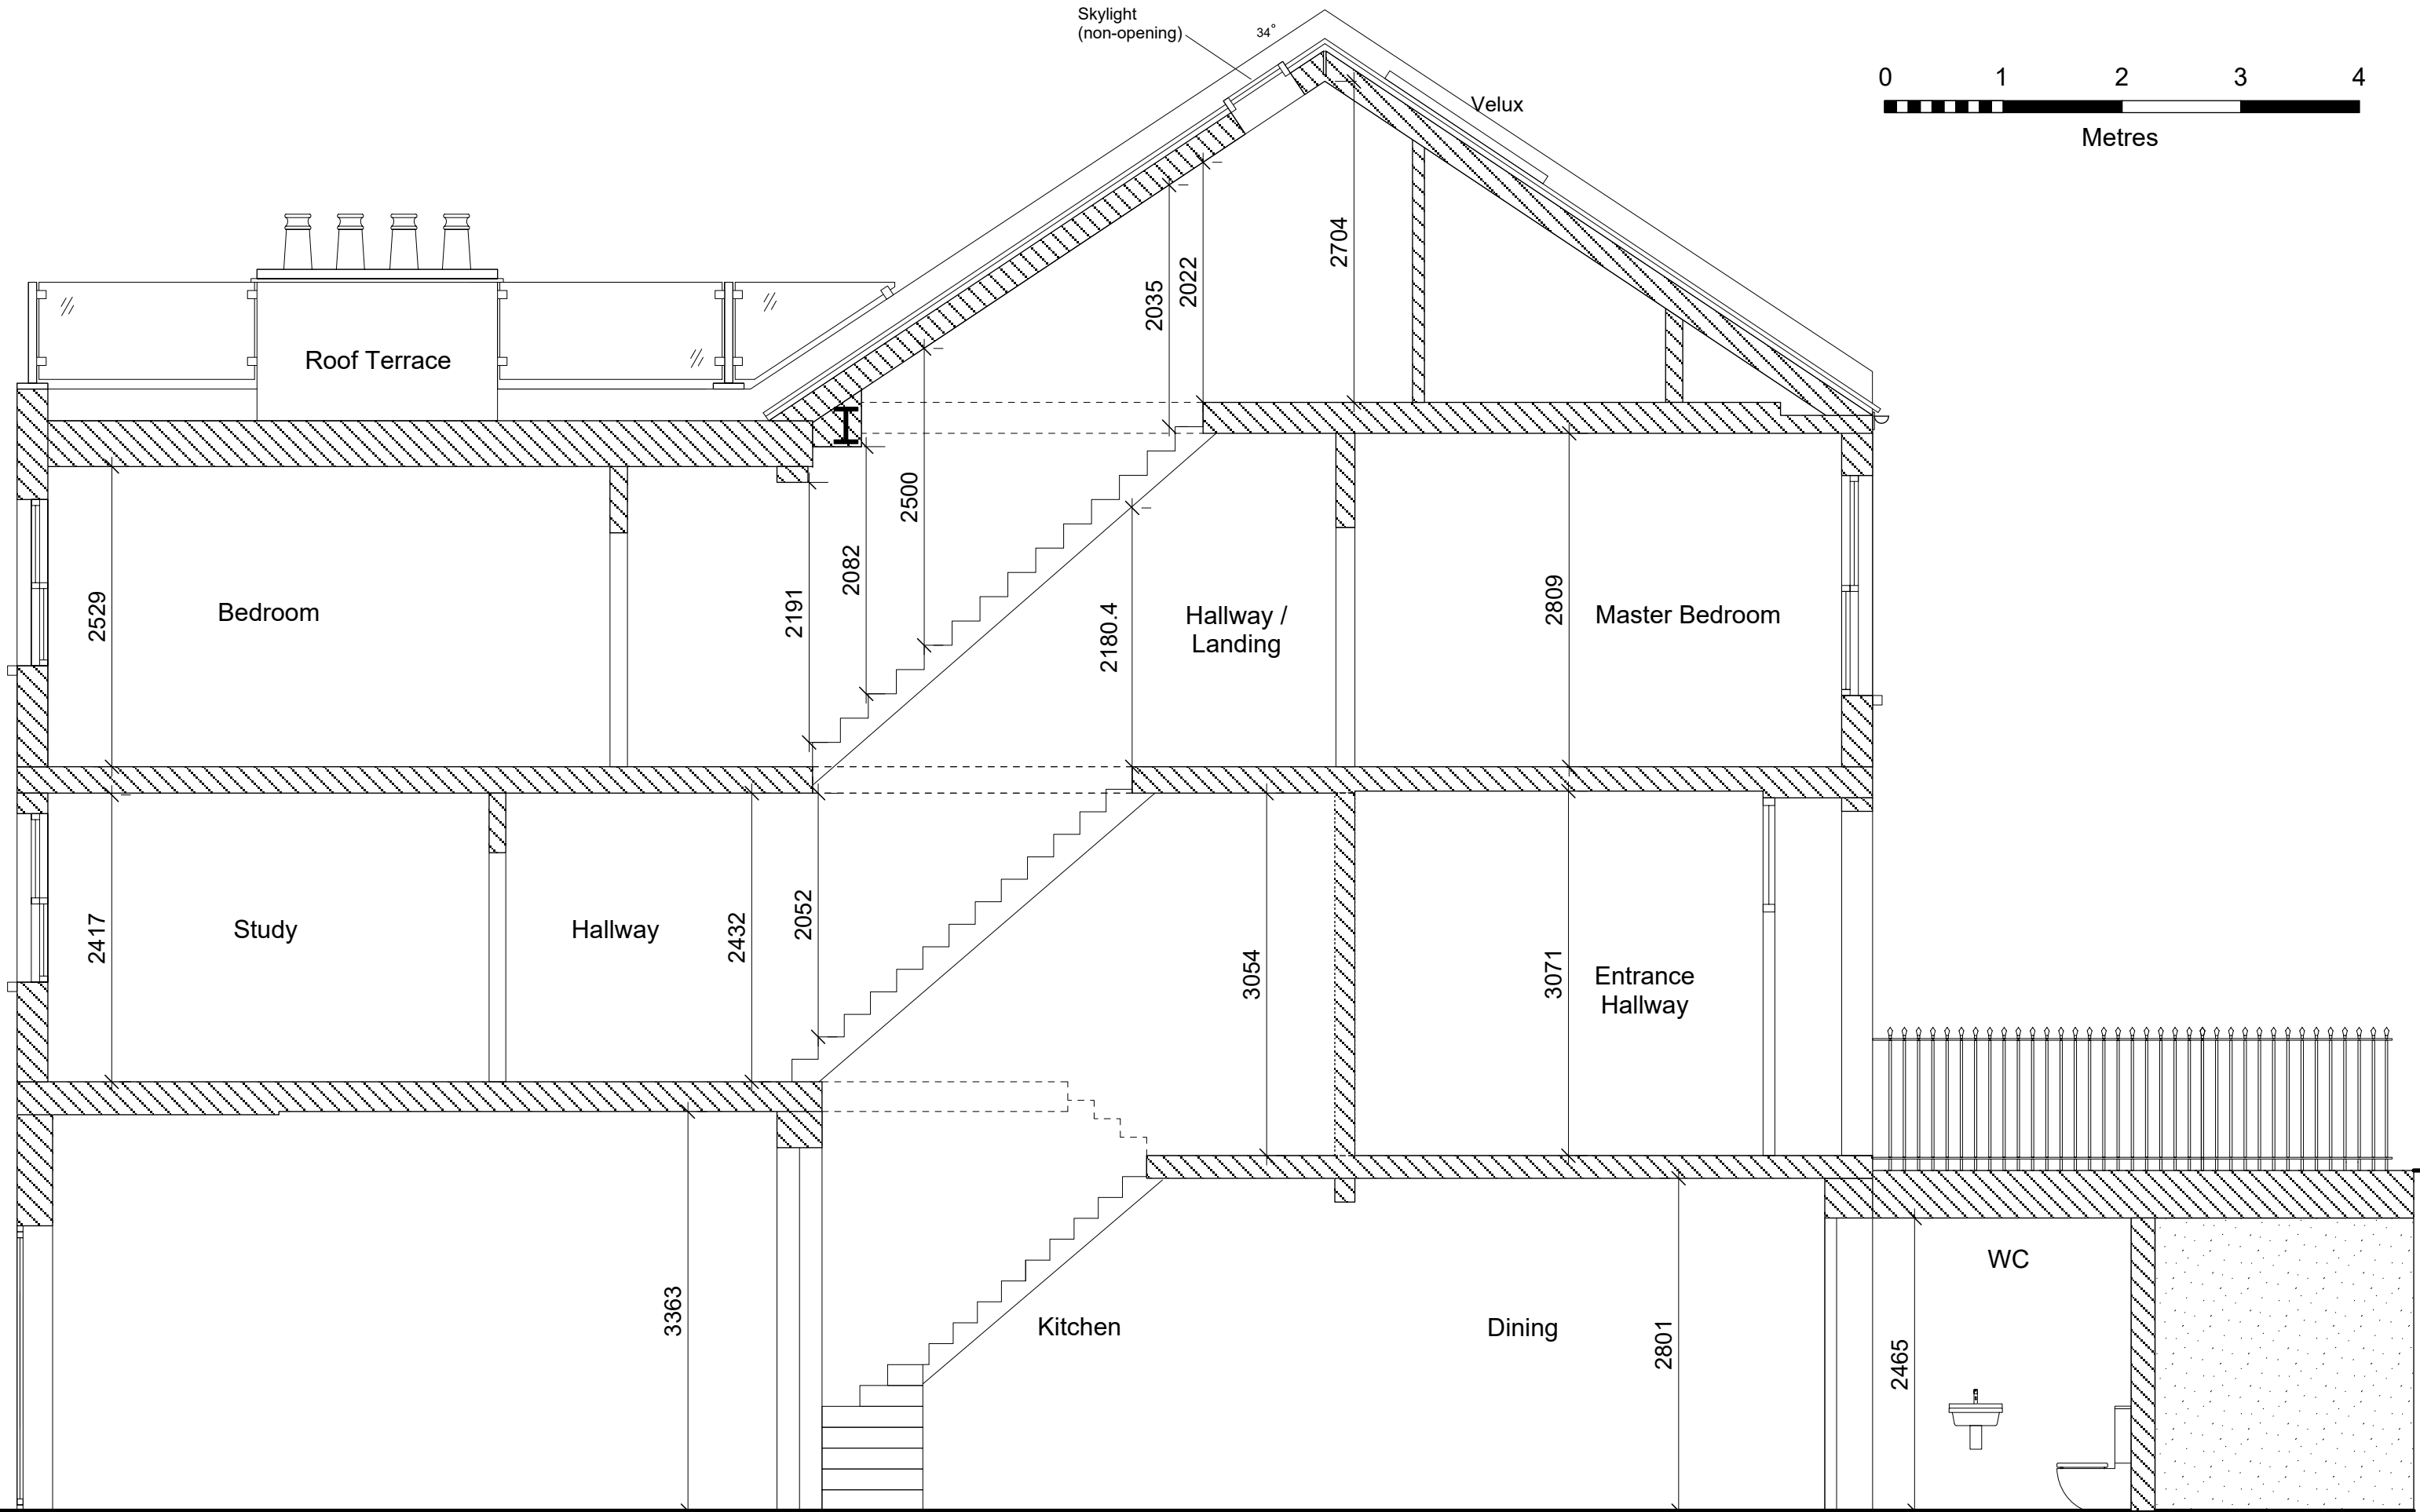 Skylight
(non-opening)
34°
Velux
0 1 2 3 4
Metres
Roof Terrace
2704
2022
2035
2500
2082
2191
2529
Bedroom
2180.4
Hallway /
Landing
2809
Master Bedroom
2417
Study
Hallway
2432
2052
3054
3071
Entrance
Hallway
3363
Kitchen
Dining
2801
2465
WC